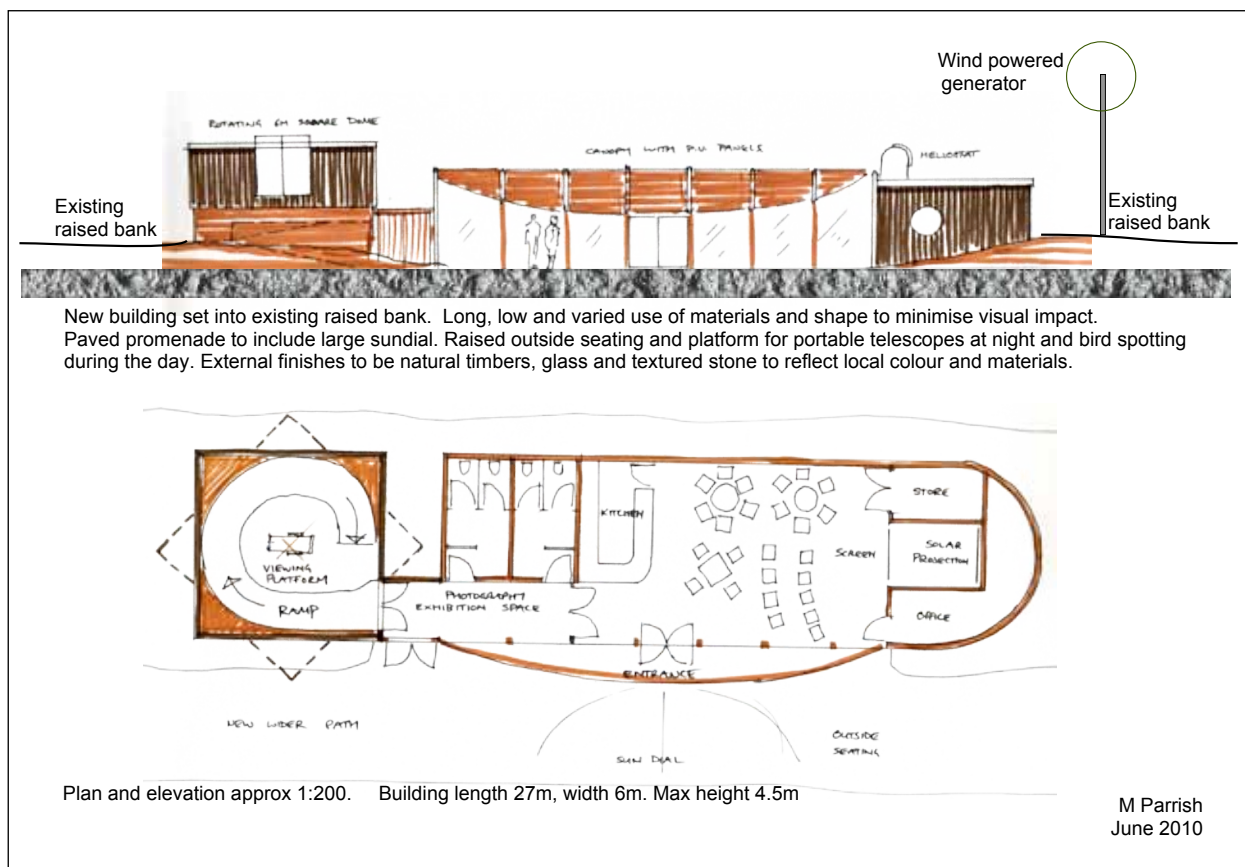 Wind powered
generator
ROTATING 6M SQUARE DOME
CANOPY WITH P.V. PANELS
HELIOSTAT
Existing
raised bank
Existing
raised bank
New building set into existing raised bank. Long, low and varied use of materials and shape to minimise visual impact.
Paved promenade to include large sundial. Raised outside seating and platform for portable telescopes at night and bird spotting
during the day. External finishes to be natural timbers, glass and textured stone to reflect local colour and materials.
STORE
KITCHEN
SCREEN
SOLAR
PROJECTION
VIEWING
PLATFORM
RAMP
PHOTOGRAPHY
EXHIBITION SPACE
OFFICE
ENTRANCE
NEW WIDER PATH
OUTSIDE
SEATING
SUN DIAL
Plan and elevation approx 1:200. Building length 27m, width 6m. Max height 4.5m
M Parrish
June 2010